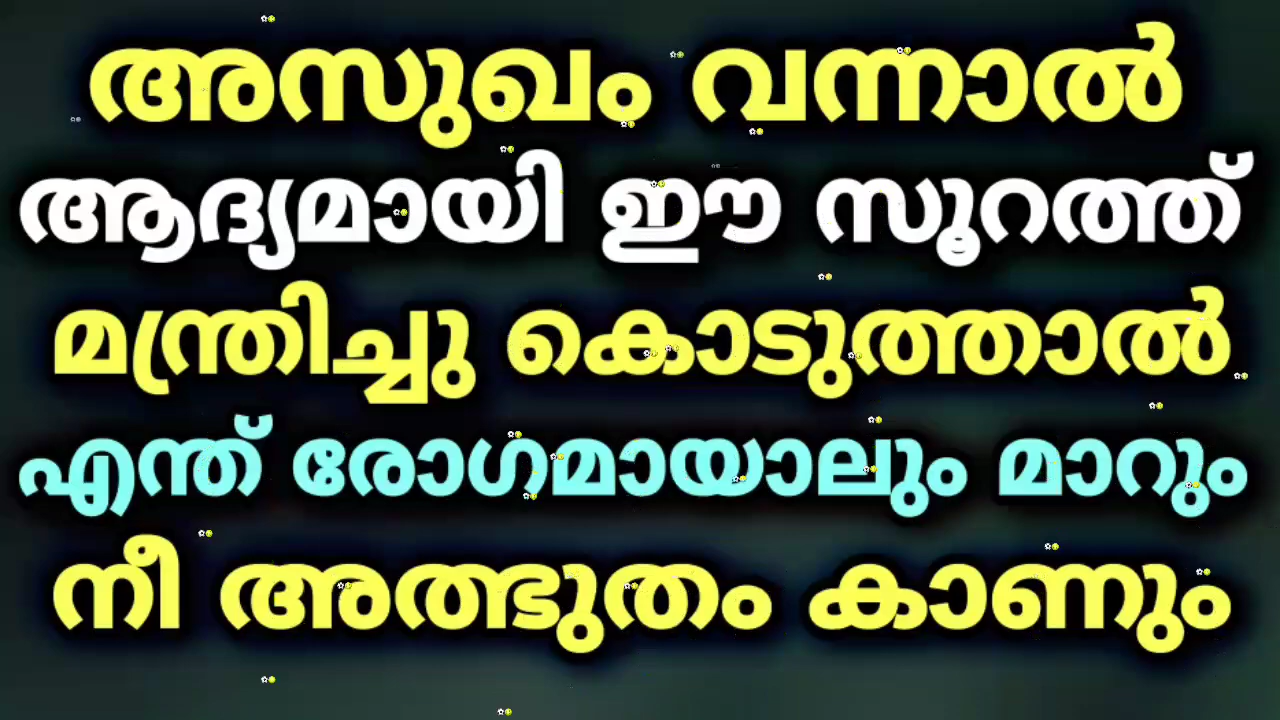 അസുഖം വന്നാൽ
ആദ്യമായി ഈ സൂറത്ത്
മന്ത്രിച്ചു കൊടുത്താൽ
എന്ത് രോഗമായാലും മാറും
നീ അത്ഭുതം കാണും